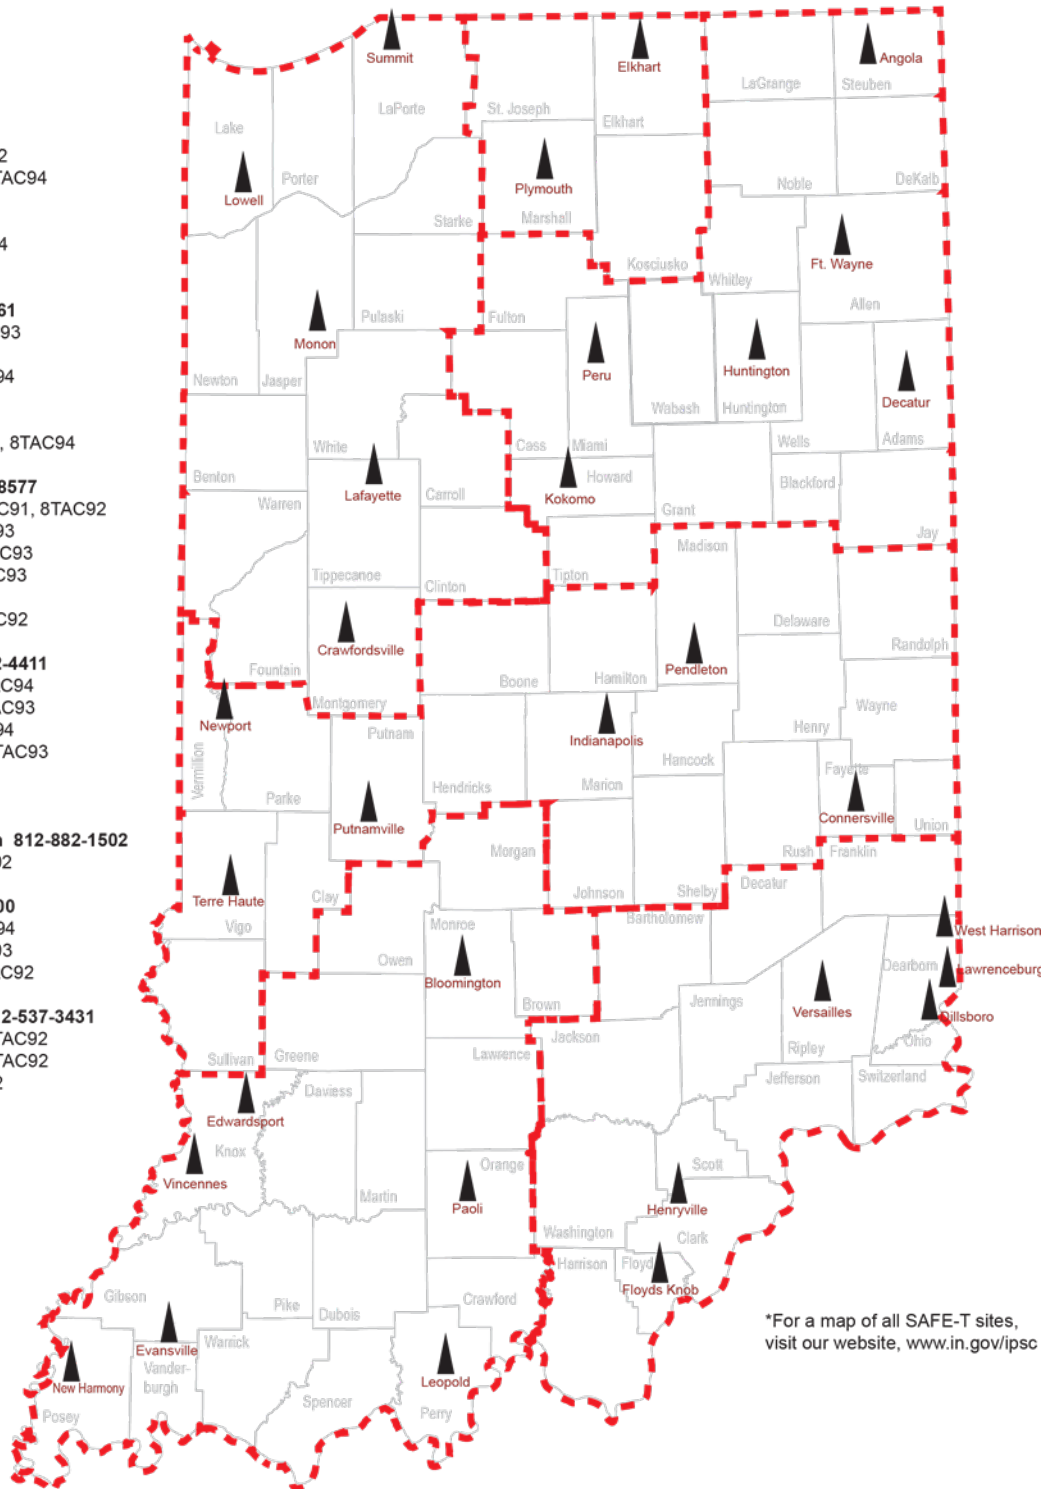 2
TAC94
4
61
93
94
, 8TAC94
8577
C91, 8TAC92
93
C93
C93
C92
2-4411
AC94
AC93
94
TAC93
812-882-1502
92
00
94
93
AC92
2-537-3431
TAC92
TAC92
2
Summit
Elkhart
Angola
LaGrange
Steuben
LaPorte
St. Joseph
Elkhart
Lake
Porter
Lowell
Plymouth
Marshall
Noble
DeKalb
Starke
Kosciusko
Whitley
Ft. Wayne
Allen
Pulaski
Fulton
Monon
Peru
Huntington
Decatur
Newton
Jasper
Wabash
Huntington
White
Cass
Miami
Wells
Adams
Benton
Lafayette
Carroll
Kokomo
Howard
Grant
Blackford
Warren
Jay
Madison
Tippecanoe
Clinton
Tipton
Delaware
Randolph
Crawfordsville
Pendleton
Fountain
Boone
Hamilton
Montgomery
Newport
Putnam
Indianapolis
Henry
Wayne
Vermillion
Parke
Hendricks
Marion
Hancock
Fayette
Putnamville
Connersville
Union
Morgan
Rush
Franklin
Terre Haute
Clay
Johnson
Shelby
Decatur
Vigo
Monroe
Bartholomew
West Harrison
Owen
Bloomington
Brown
Dearborn
Lawrenceburg
Jennings
Versailles
Dillsboro
Sullivan
Greene
Lawrence
Jackson
Ripley
Ohio
Daviess
Jefferson
Switzerland
Edwardsport
Knox
Vincennes
Martin
Orange
Paoli
Scott
Henryville
Washington
Clark
Harrison
Floyd
Floyds Knob
Gibson
Pike
Dubois
Crawford
Evansville
Warrick
New Harmony
Vander-
burgh
Leopold
Posey
Spencer
Perry
*For a map of all SAFE-T sites,
visit our website, www.in.gov/ipsc